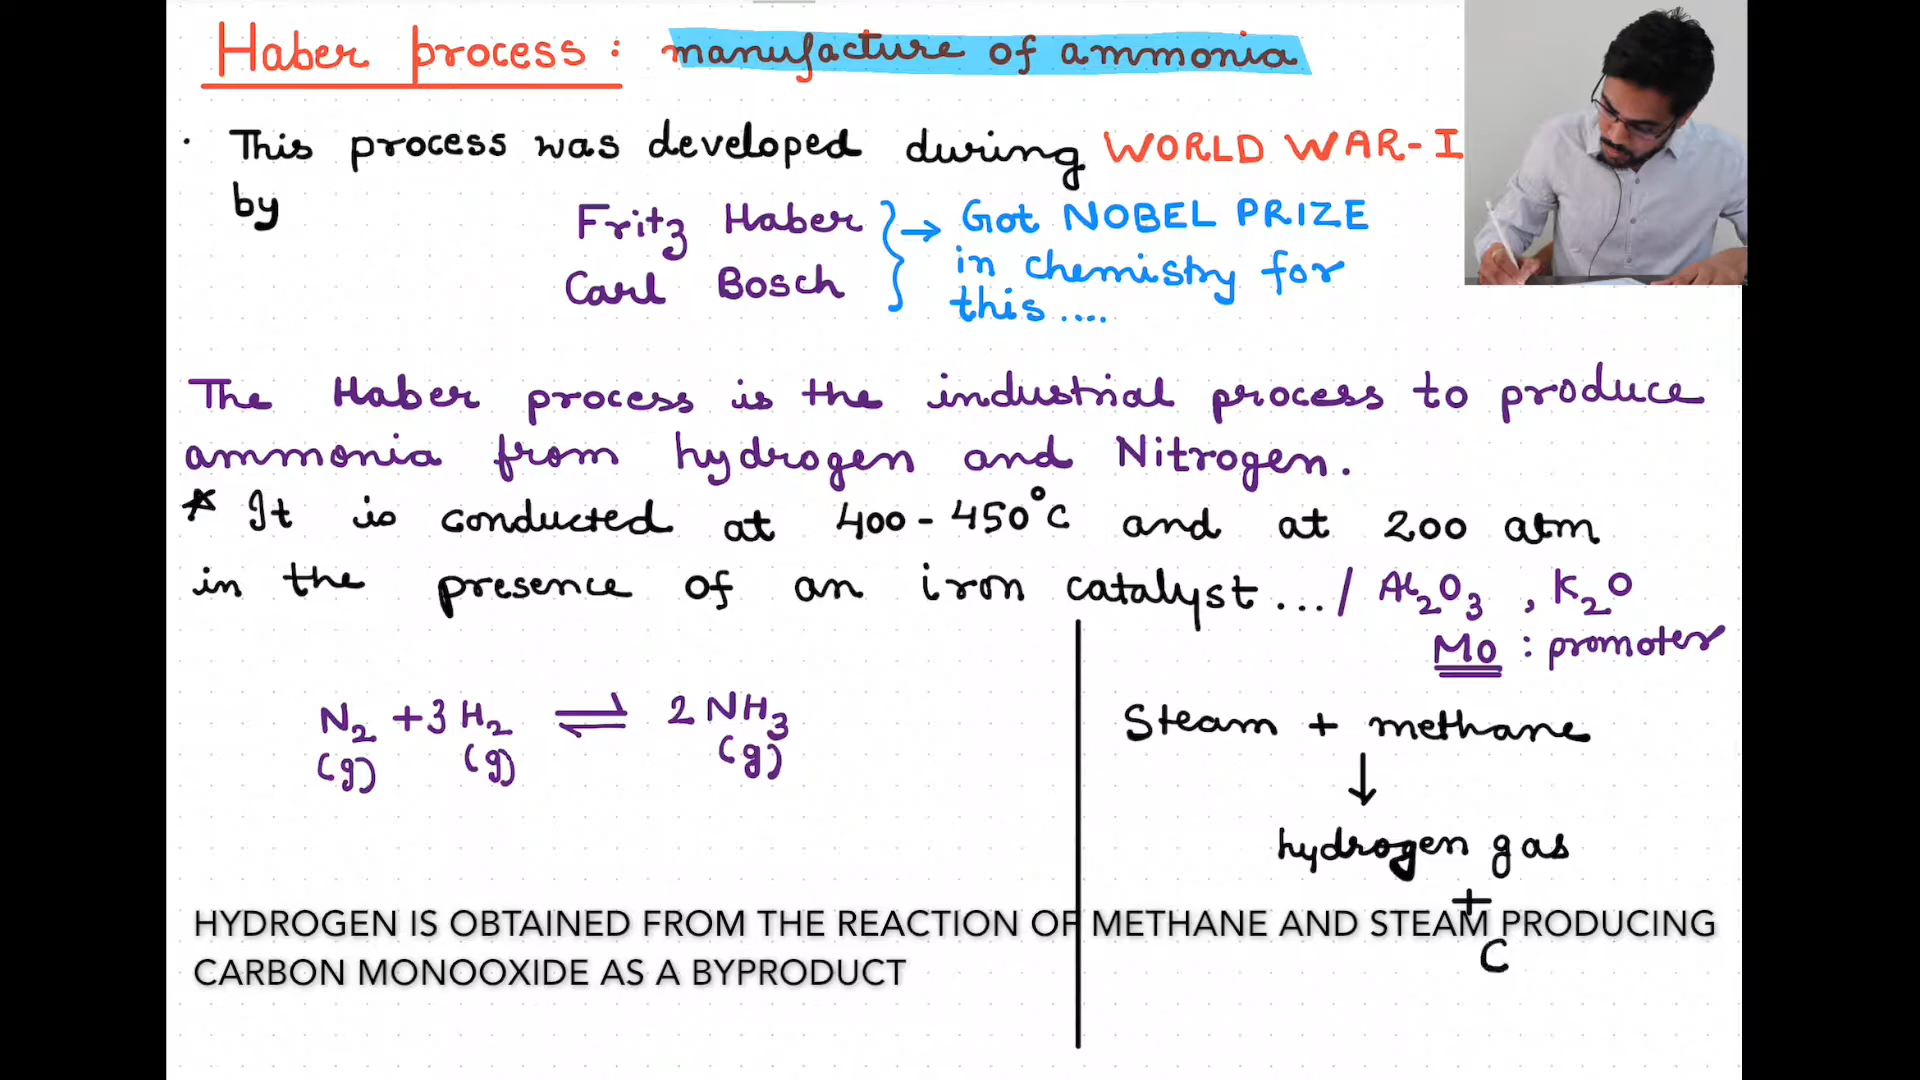 Haber process : manufacture of ammonia
· This process was developed during WORLD WAR-I
by
Fritz Haber
Carl Bosch
→ Got NOBEL PRIZE
in chemistry for
this ....
The Haber process is the industrial process to produce
ammonia from hydrogen and Nitrogen.
* It is conducted at 400 - 450°C and at 200 atm
in the presence of an iron catalyst ... / Al2O3 , K2O
Mo : promoter
N2 + 3 H2 ⇌ 2 NH3
(g) (g) (g)
Steam + methane
↓
hydrogen gas
+
C
HYDROGEN IS OBTAINED FROM THE REACTION OF METHANE AND STEAM PRODUCING
CARBON MONOOXIDE AS A BYPRODUCT